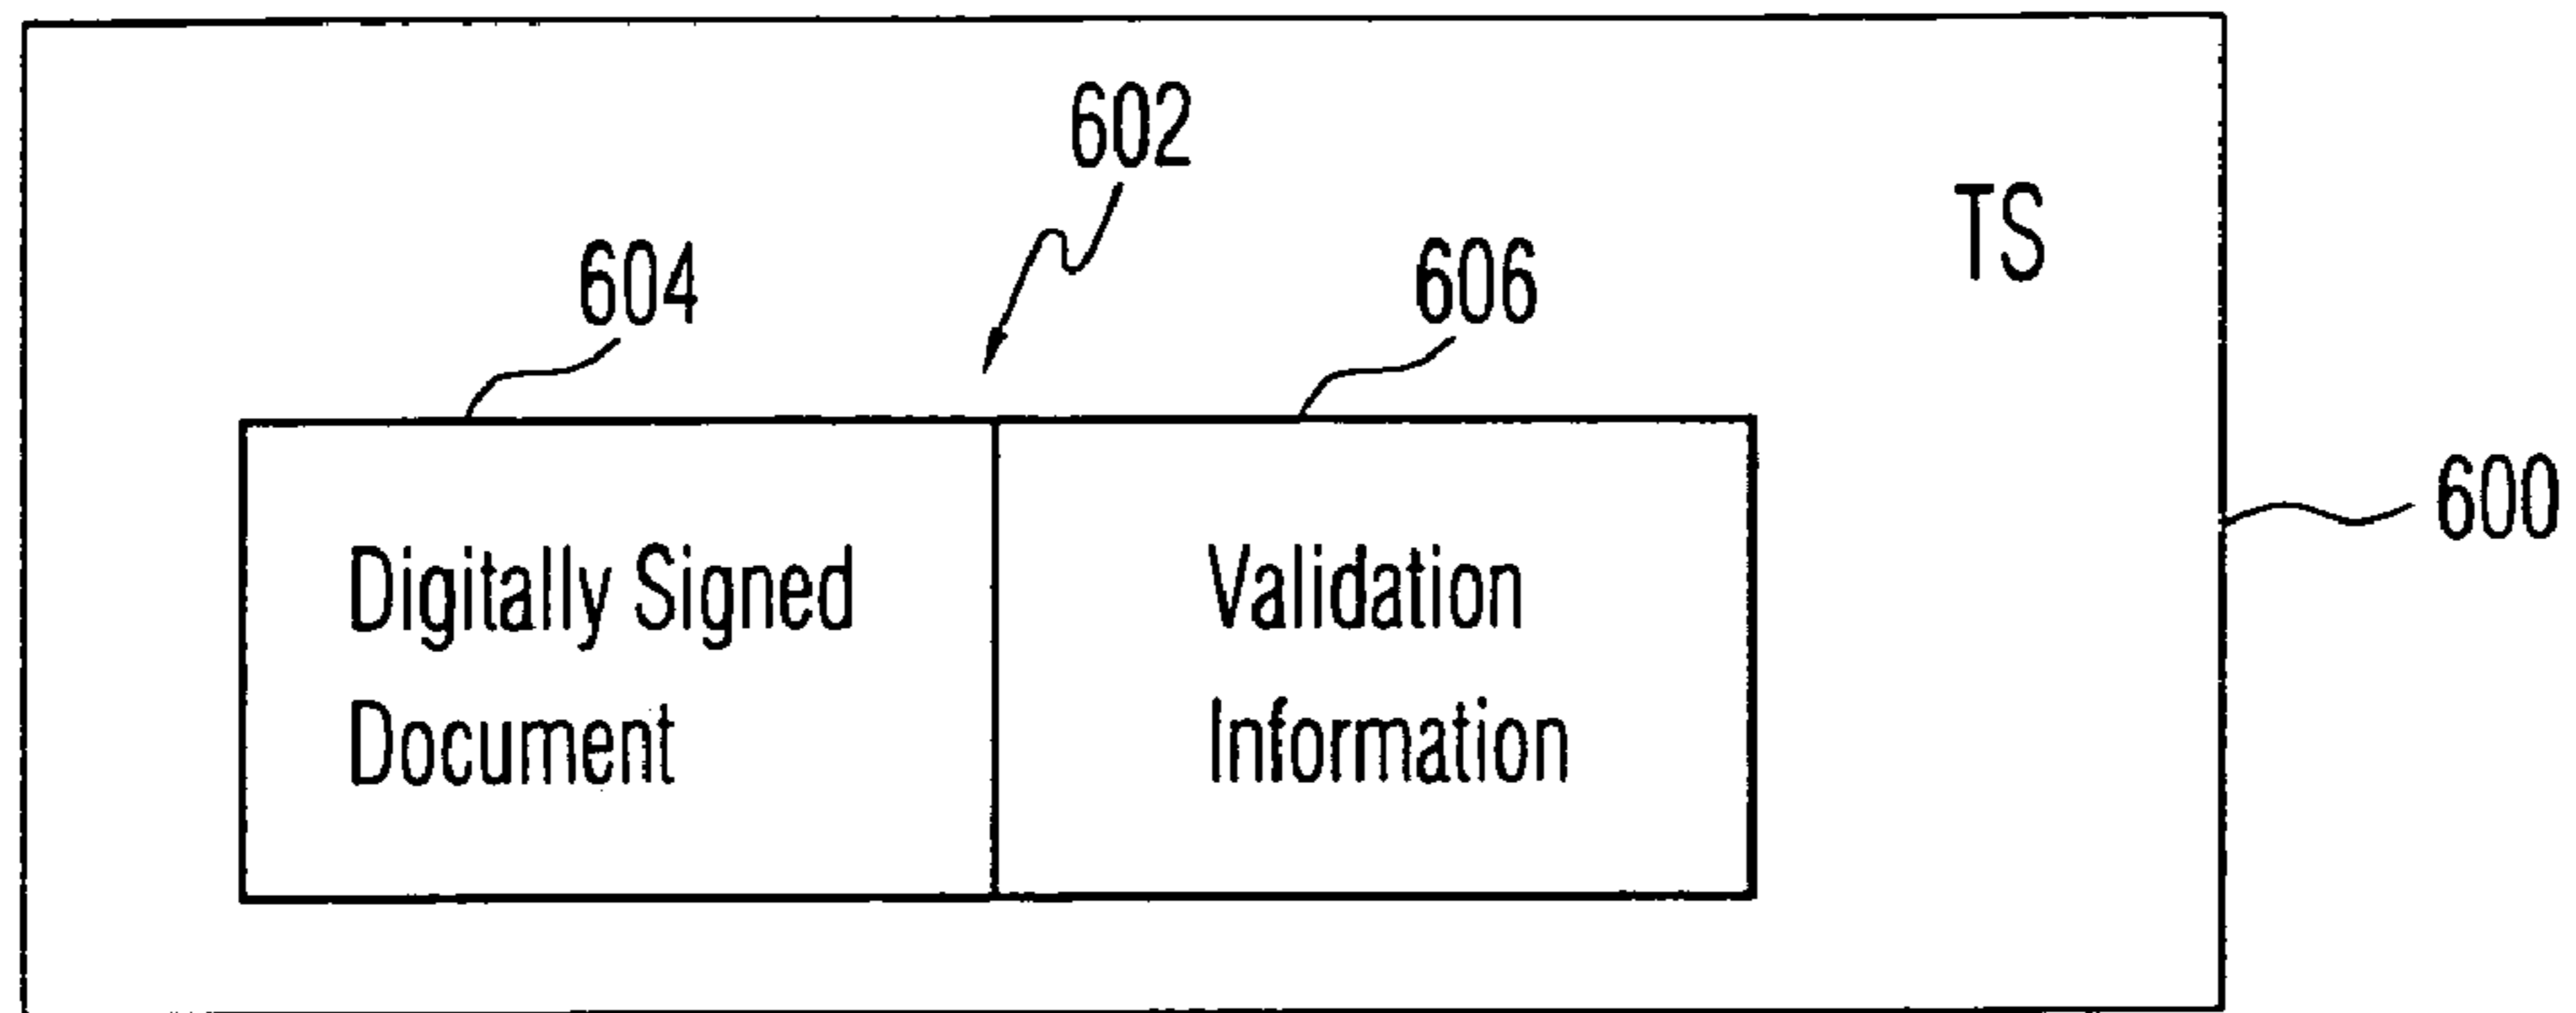 602
TS
604
606
600
Digitally Signed
Document
Validation
Information